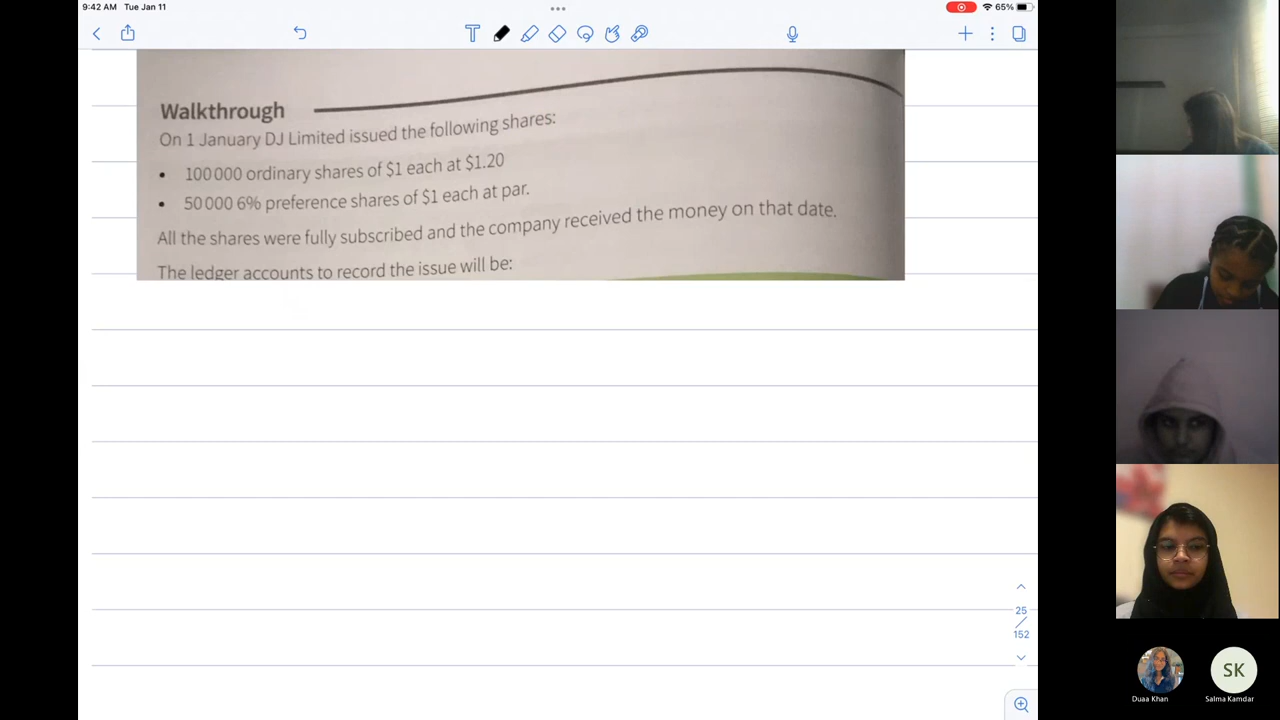 9:42 AM Tue Jan 11
65%
Walkthrough
On 1 January DJ Limited issued the following shares:
• 100 000 ordinary shares of $1 each at $1.20
• 50 000 6% preference shares of $1 each at par.
All the shares were fully subscribed and the company received the money on that date.
The ledger accounts to record the issue will be:
25
152
SK
Duaa Khan
Salma Kamdar